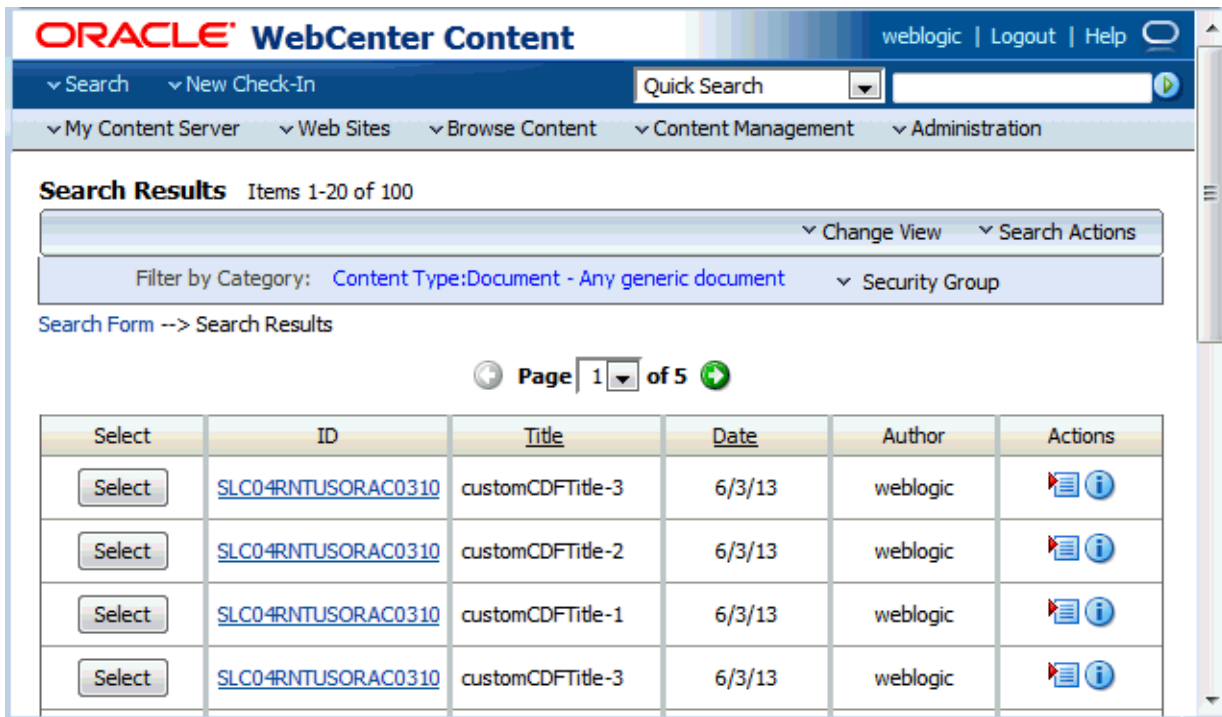 ORACLE WebCenter Content weblogic | Logout | Help
Search New Check-In Quick Search
My Content Server Web Sites Browse Content Content Management Administration
Search Results Items 1-20 of 100
Change View Search Actions
Filter by Category: Content Type:Document - Any generic document Security Group
Search Form --> Search Results
Page 1 of 5
Select ID Title Date Author Actions
Select SLC04RNTUSORAC0310 customCDFTitle-3 6/3/13 weblogic
Select SLC04RNTUSORAC0310 customCDFTitle-2 6/3/13 weblogic
Select SLC04RNTUSORAC0310 customCDFTitle-1 6/3/13 weblogic
Select SLC04RNTUSORAC0310 customCDFTitle-3 6/3/13 weblogic